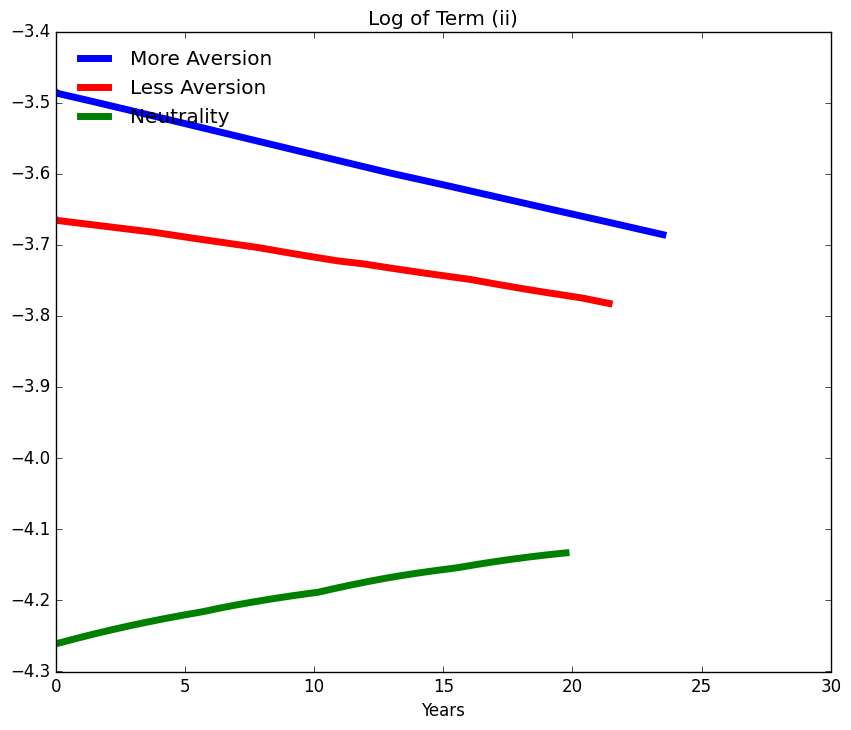 Log of Term (ii)
−3.4
−3.5
−3.6
−3.7
−3.8
−3.9
−4.0
−4.1
−4.2
−4.3
More Aversion
Less Aversion
Neutrality
0 5 10 15 20 25 30
Years